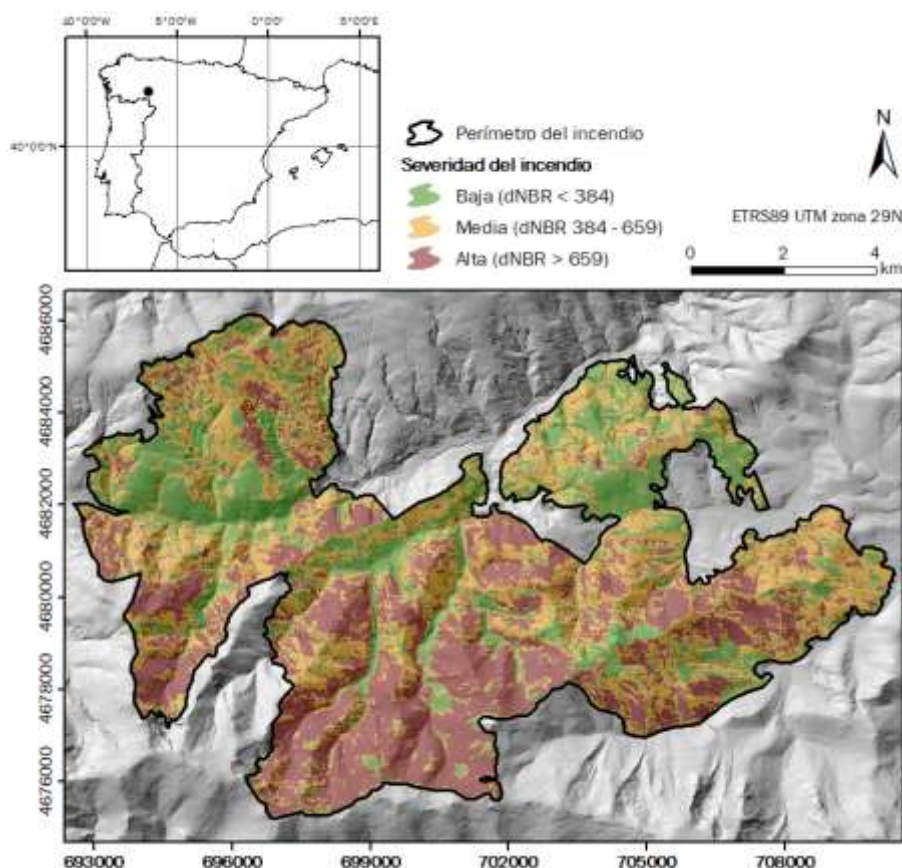 10°0'0"W 5°0'0"W 0°0'0" 5°0'0"E
40°0'0"N
Perímetro del incendio
Severidad del incendio
Baja (dNBR < 384)
Media (dNBR 384 - 659)
Alta (dNBR > 659)
N
ETRS89 UTM zona 29N
0 2 4
km
4686000
4684000
4682000
4680000
4678000
4676000
693000 696000 699000 702000 705000 708000